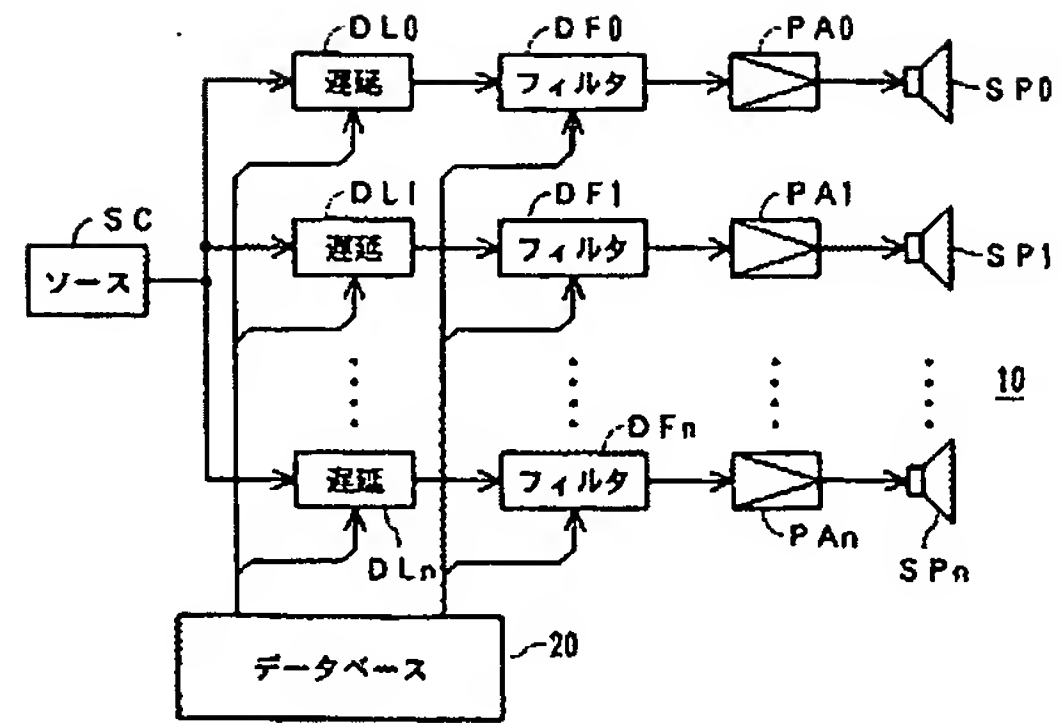 DL0 DF0 PA0
遅延 フィルタ
SP0
DL1 DF1 PA1
SC
遅延 フィルタ
SP1
ソース
10
DFn
遅延 フィルタ
PAn
DLn SPn
20
データベース